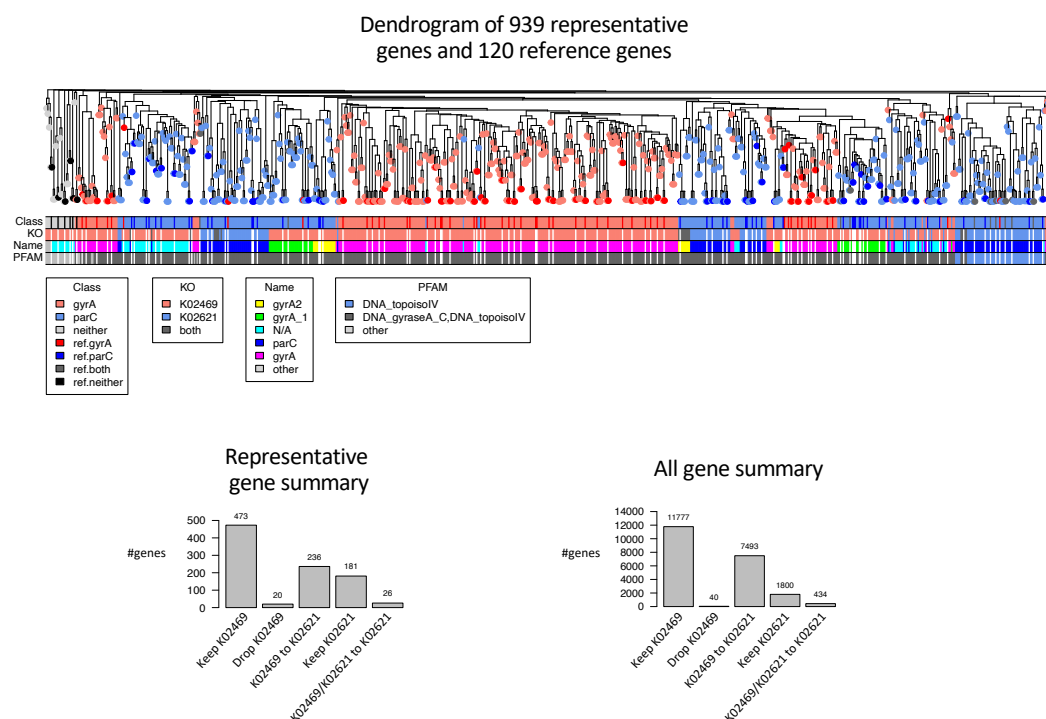 Dendrogram of 939 representative
genes and 120 reference genes
Class
KO
Name
PFAM
Class
gyrA
parC
neither
ref.gyrA
ref.parC
ref.both
ref.neither
KO
K02469
K02621
both
Name
gyrA2
gyrA_1
N/A
parC
gyrA
other
PFAM
DNA_topoisoIV
DNA_gyraseA_C,DNA_topoisoIV
other
Representative
gene summary
#genes
500
400
300
200
100
0
473
20
236
181
26
Keep K02469
Drop K02469
K02469 to K02621
Keep K02621
K02469/K02621 to K02621
All gene summary
#genes
14000
12000
10000
8000
6000
4000
2000
0
11777
40
7493
1800
434
Keep K02469
Drop K02469
K02469 to K02621
Keep K02621
K02469/K02621 to K02621